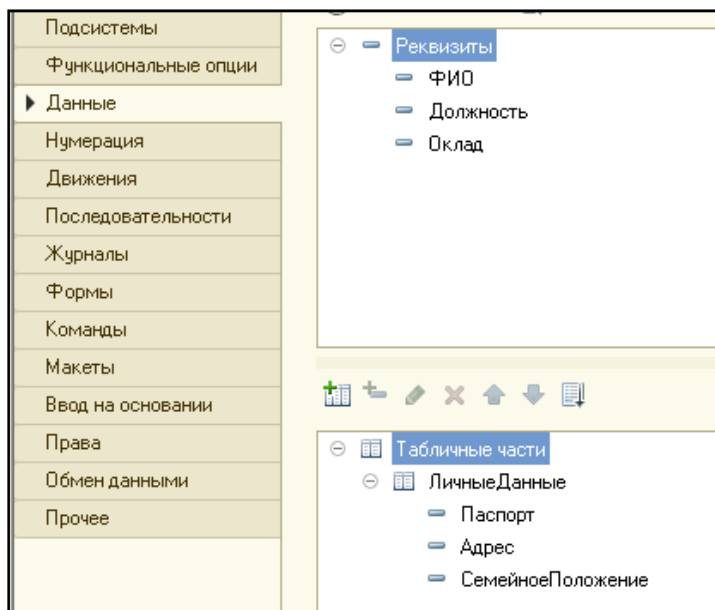 Подсистемы
Функциональные опции
Данные
Нумерация
Движения
Последовательности
Журналы
Формы
Команды
Макеты
Ввод на основании
Права
Обмен данными
Прочее
Реквизиты
ФИО
Должность
Оклад
Табличные части
ЛичныеДанные
Паспорт
Адрес
СемейноеПоложение